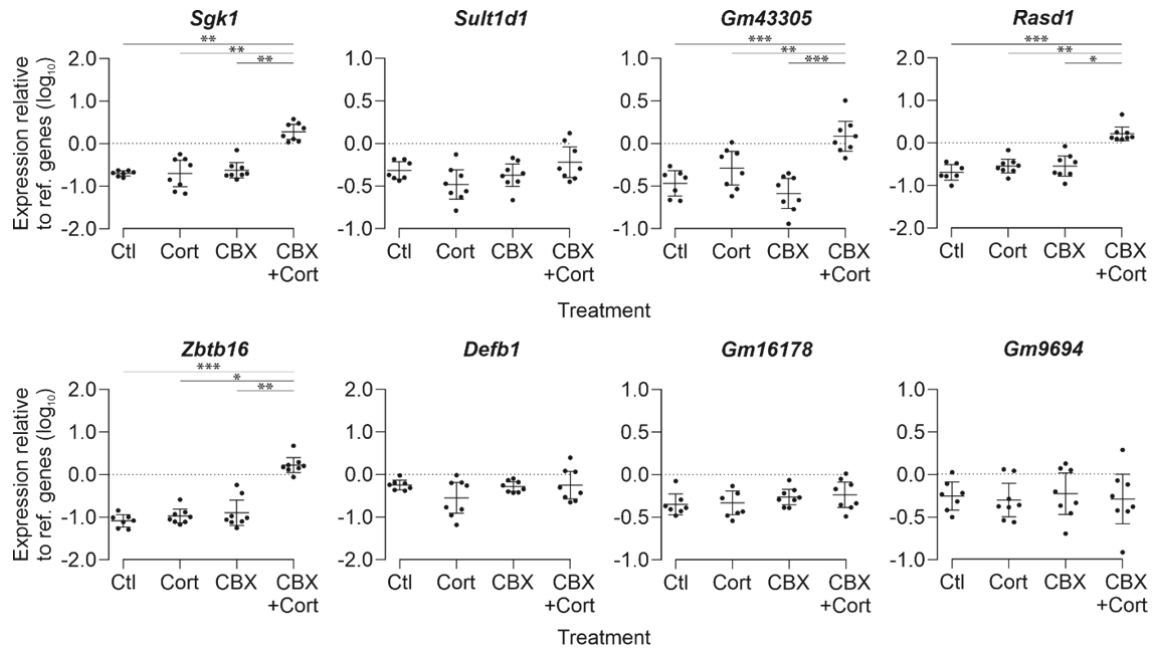 Sgk1 Sult1d1 Gm43305 Rasd1
** *** ***
** ** **
** *** *
Expression relative
to ref. genes (log10)
2.0 1.0 1.0 2.0
1.0 0.5 0.5 1.0
0.0 0.0 0.0 0.0
-1.0 -0.5 -0.5 -1.0
-2.0 -1.0 -1.0 -2.0
Ctl Cort CBX CBX Ctl Cort CBX CBX Ctl Cort CBX CBX Ctl Cort CBX CBX
+Cort +Cort +Cort +Cort
Treatment
Zbtb16 Defb1 Gm16178 Gm9694
***
*
**
Expression relative
to ref. genes (log10)
2.0 2.0 1.0 1.0
1.0 1.0 0.5 0.5
0.0 0.0 0.0 0.0
-1.0 -1.0 -0.5 -0.5
-2.0 -2.0 -1.0 -1.0
Ctl Cort CBX CBX Ctl Cort CBX CBX Ctl Cort CBX CBX Ctl Cort CBX CBX
+Cort +Cort +Cort +Cort
Treatment